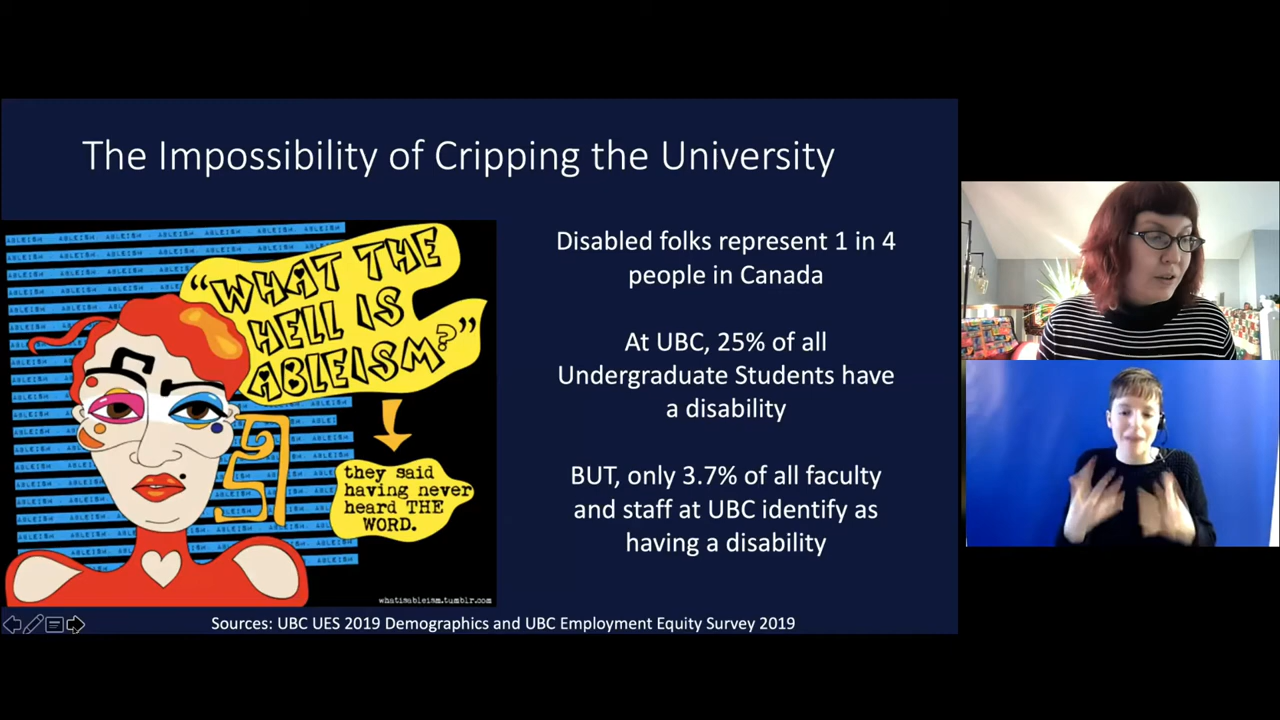 The Impossibility of Cripping the University
“WHAT THE
HELL IS
ABLEISM?”
they said
having never
heard THE
WORD.
whatisableism.tumblr.com
Disabled folks represent 1 in 4
people in Canada
At UBC, 25% of all
Undergraduate Students have
a disability
BUT, only 3.7% of all faculty
and staff at UBC identify as
having a disability
Sources: UBC UES 2019 Demographics and UBC Employment Equity Survey 2019